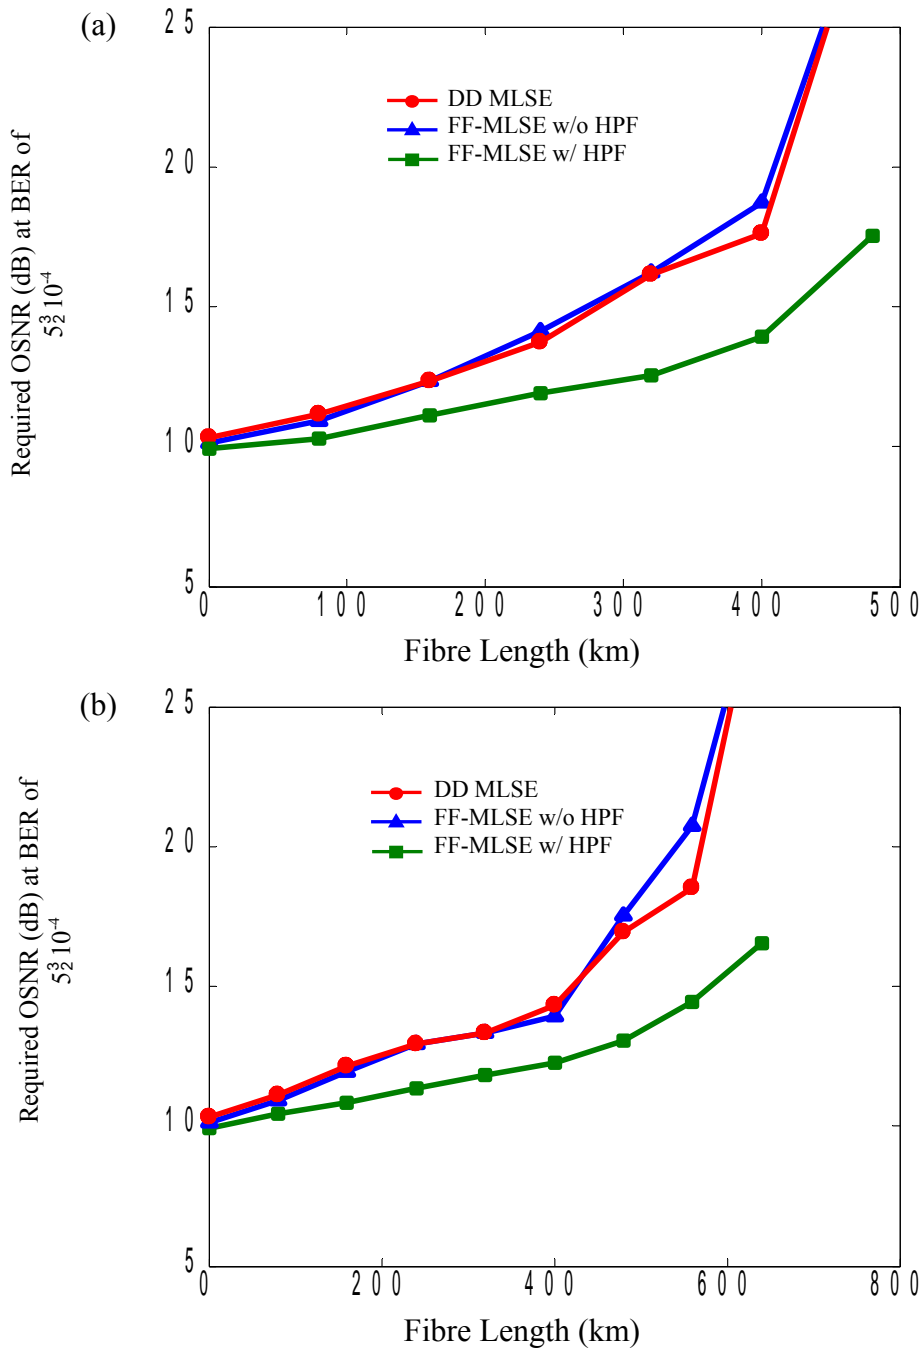 (a)
25
20
15
10
5
DD MLSE
FF-MLSE w/o HPF
FF-MLSE w/ HPF
Required OSNR (dB) at BER of
5³₂10⁻⁴
0 100 200 300 400 500
Fibre Length (km)
(b)
25
20
15
10
5
DD MLSE
FF-MLSE w/o HPF
FF-MLSE w/ HPF
Required OSNR (dB) at BER of
5³₂10⁻⁴
0 200 400 600 800
Fibre Length (km)